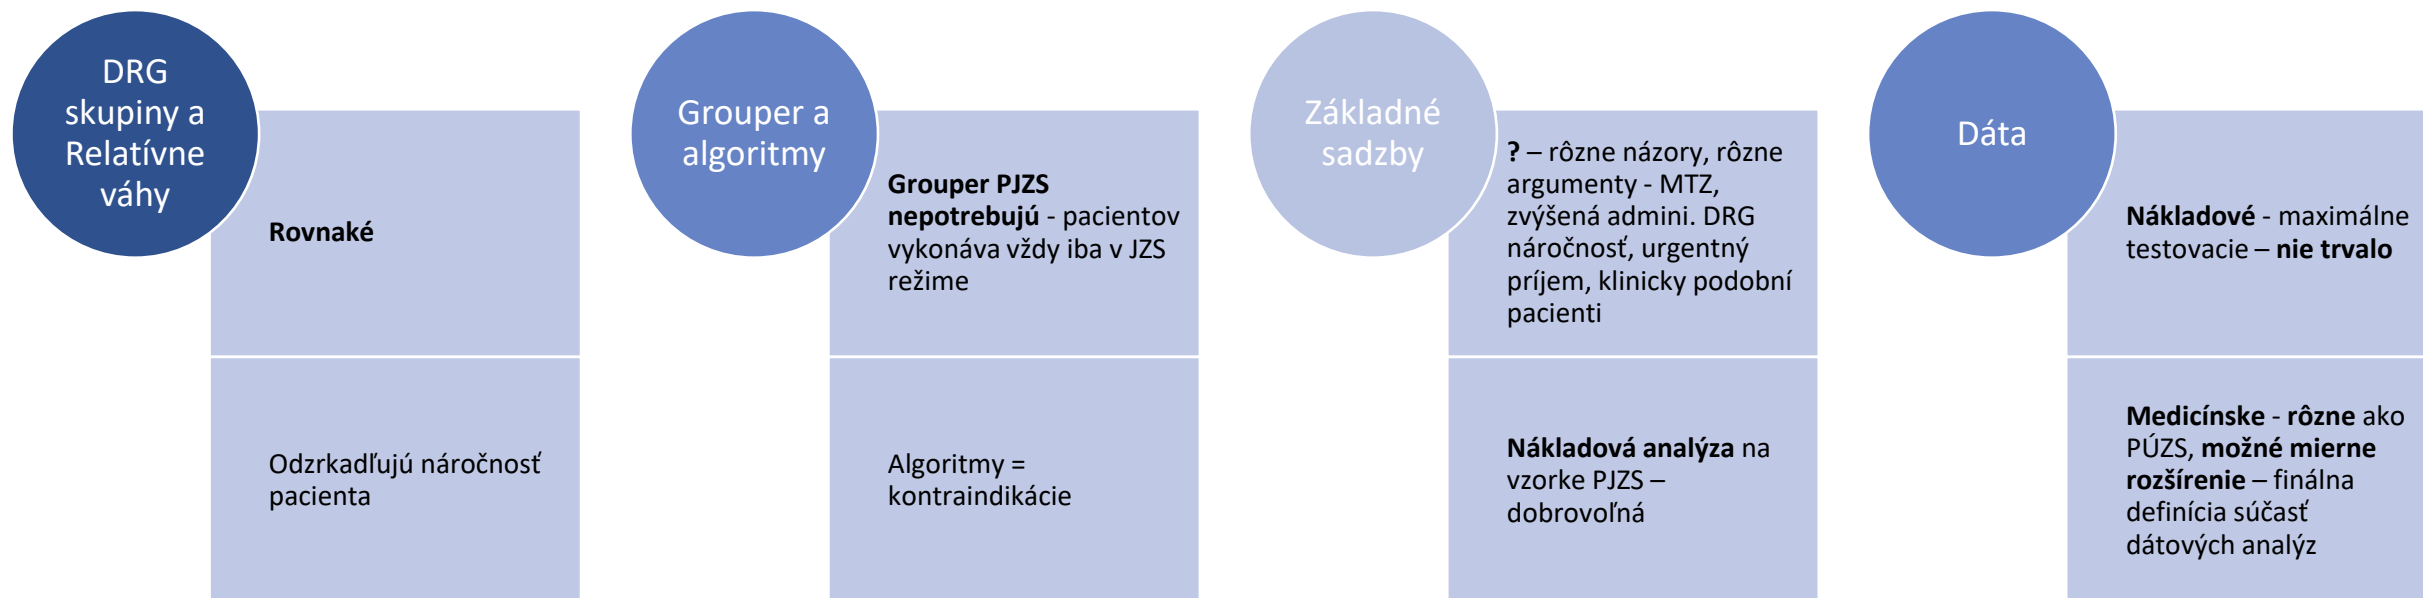 DRG
skupiny a
Relatívne
váhy
Rovnaké
Odzrkadľujú náročnosť
pacienta
Grouper a
algoritmy
Grouper PJZS
nepotrebujú - pacientov
vykonáva vždy iba v JZS
režime
Algoritmy =
kontraindikácie
Základné
sadzby
? – rôzne názory, rôzne
argumenty - MTZ,
zvýšená admini. DRG
náročnosť, urgentný
príjem, klinicky podobní
pacienti
Nákladová analýza na
vzorke PJZS –
dobrovoľná
Dáta
Nákladové - maximálne
testovacie – nie trvalo
Medicínske - rôzne ako
PÚZS, možné mierne
rozšírenie – finálna
definícia súčasť
dátových analýz